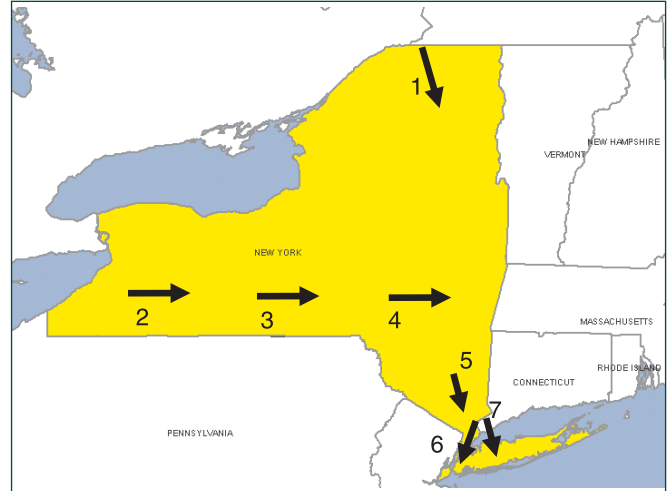 1
VERMONT
NEW HAMPSHIRE
NEW YORK
2
3
4
MASSACHUSETTS
5
CONNECTICUT
RHODE ISLAND
7
6
PENNSYLVANIA